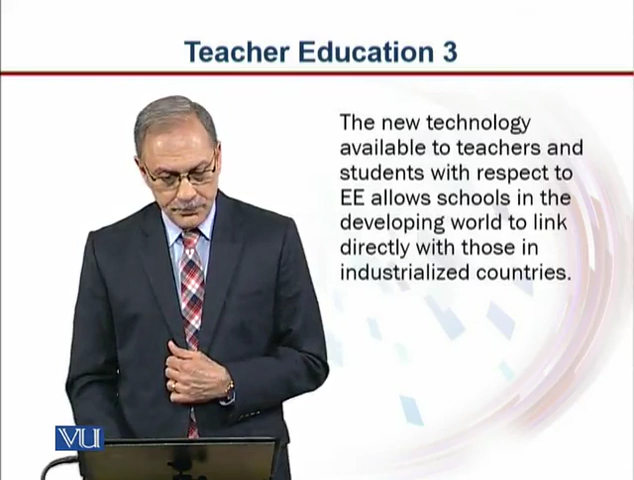 Teacher Education 3
The new technology
available to teachers and
students with respect to
EE allows schools in the
developing world to link
directly with those in
industrialized countries.
VU